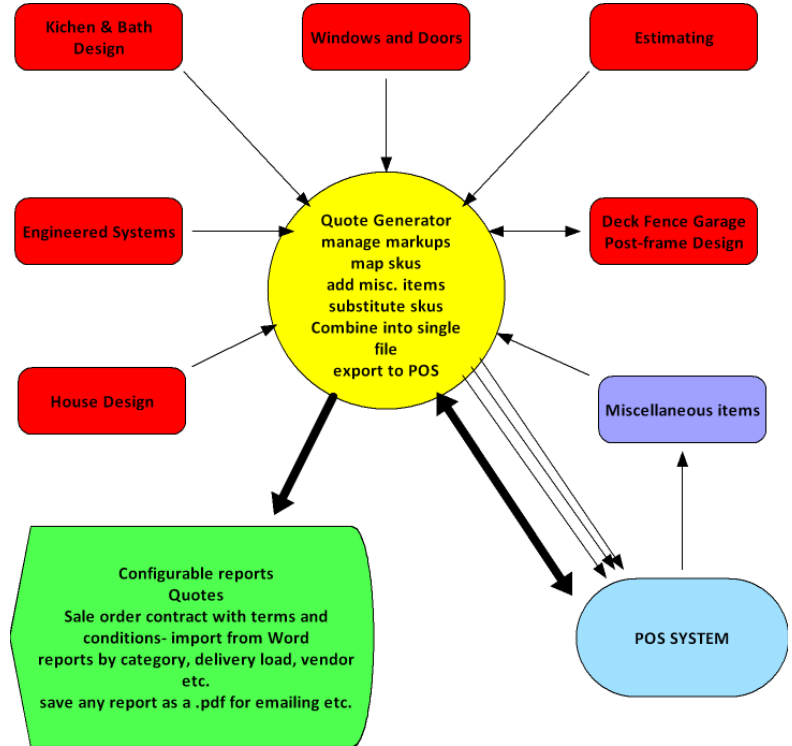 Kichen & Bath
Design
Windows and Doors
Estimating
Engineered Systems
Quote Generator
manage markups
map skus
add misc. items
substitute skus
Combine into single
file
export to POS
Deck Fence Garage
Post-frame Design
House Design
Miscellaneous items
Configurable reports
Quotes
Sale order contract with terms and
conditions- import from Word
reports by category, delivery load, vendor
etc.
save any report as a .pdf for emailing etc.
POS SYSTEM